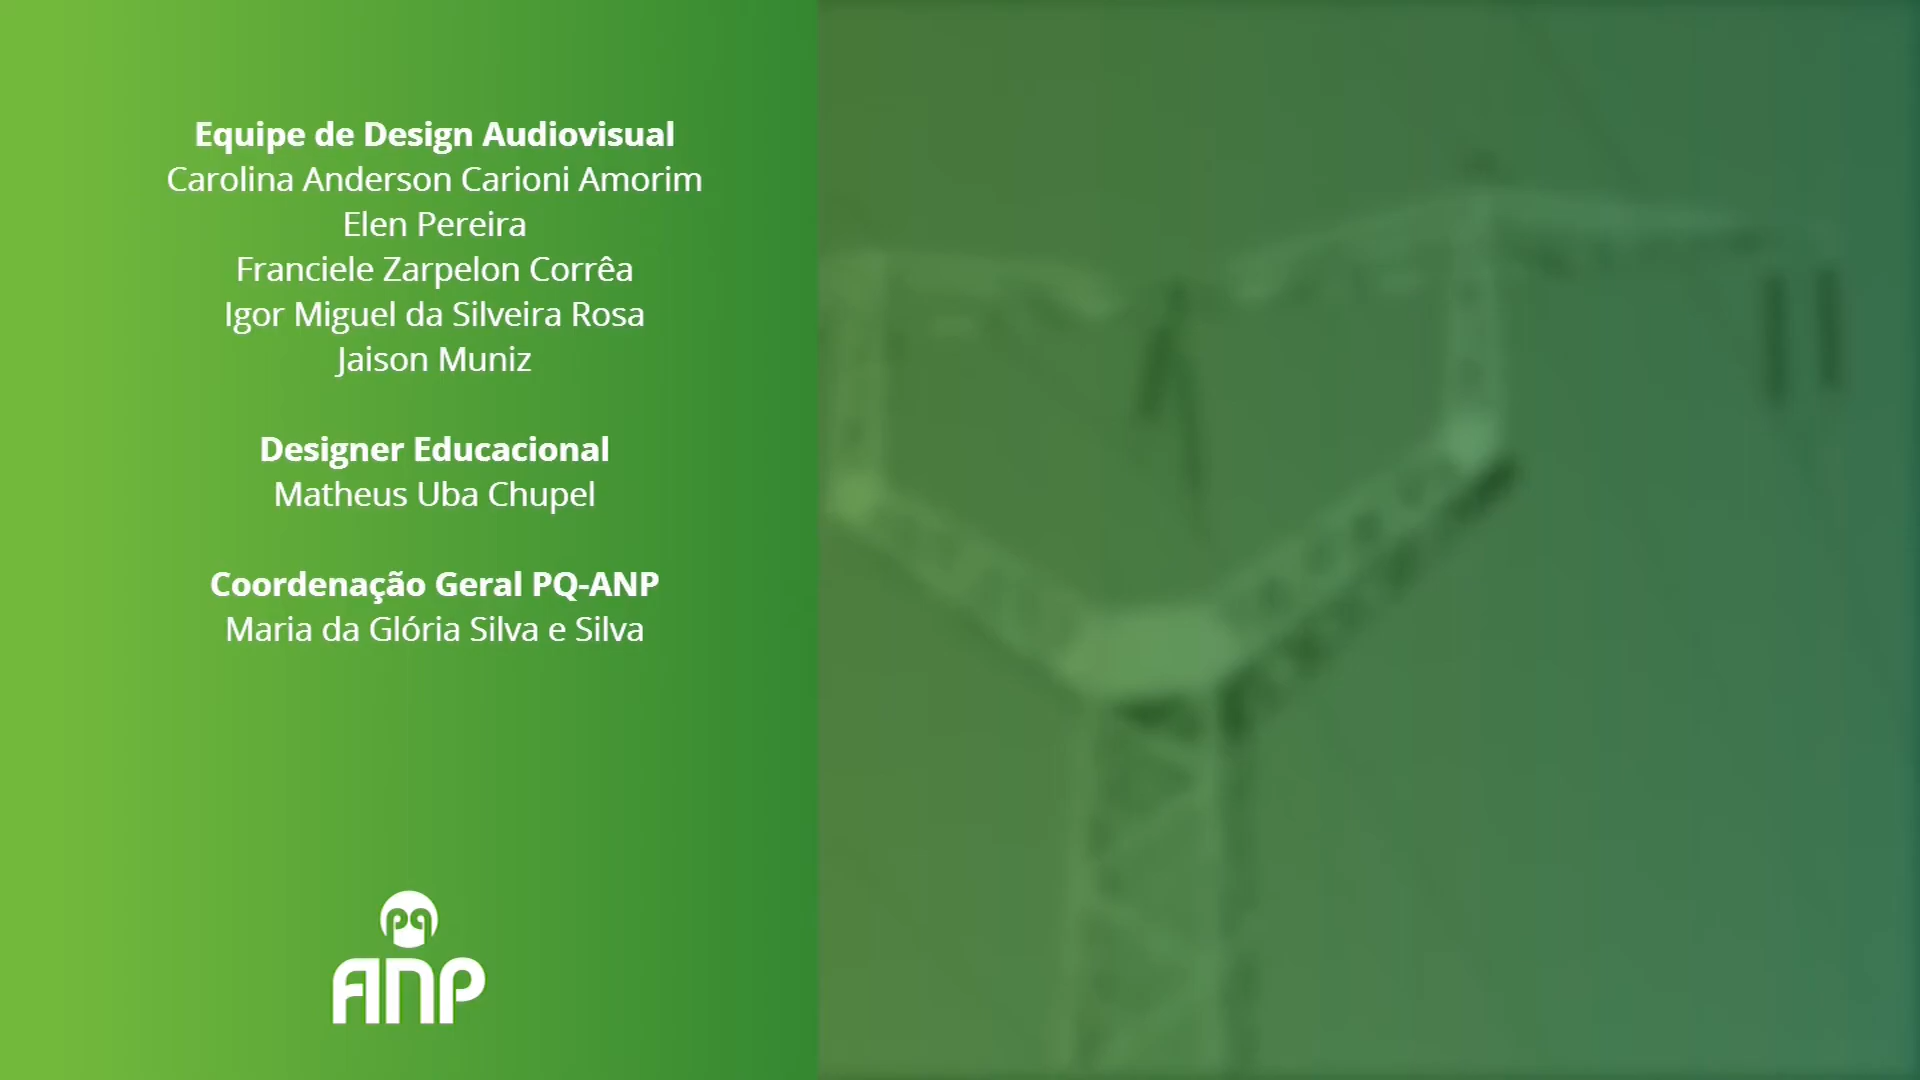 Equipe de Design Audiovisual
Carolina Anderson Carioni Amorim
Elen Pereira
Franciele Zarpelon Corrêa
Igor Miguel da Silveira Rosa
Jaison Muniz
Designer Educacional
Matheus Uba Chupel
Coordenação Geral PQ-ANP
Maria da Glória Silva e Silva
pq
ANP